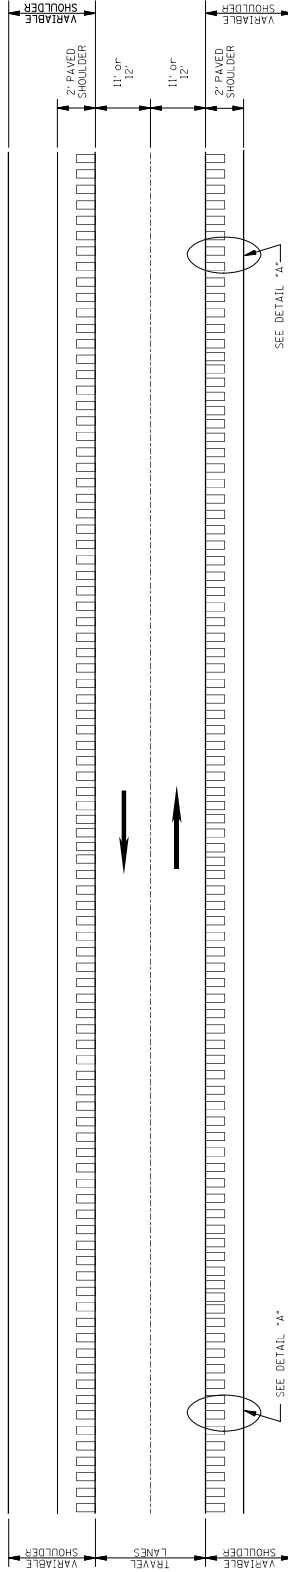 VARIABLE
SHOULDER
2' PAVED
SHOULDER
11' or
12'
11' or
12'
2' PAVED
SHOULDER
VARIABLE
SHOULDER
SEE DETAIL "A"
SEE DETAIL "A"
VARIABLE
SHOULDER
TRAVEL
LANES
VARIABLE
SHOULDER